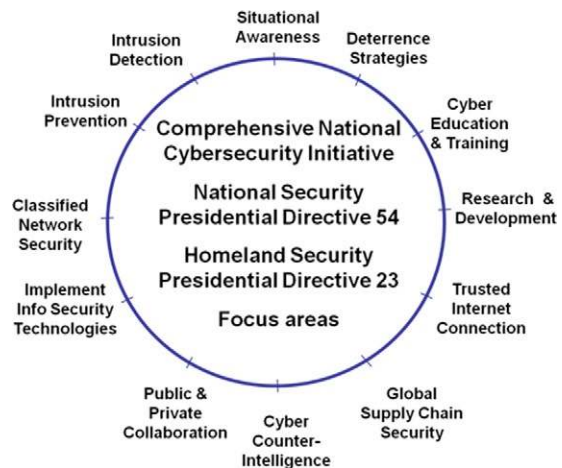 Situational
Awareness
Deterrence
Strategies
Cyber
Education
& Training
Research &
Development
Trusted
Internet
Connection
Global
Supply Chain
Security
Cyber
Counter-
Intelligence
Public &
Private
Collaboration
Implement
Info Security
Technologies
Classified
Network
Security
Intrusion
Prevention
Intrusion
Detection
Comprehensive National
Cybersecurity Initiative
National Security
Presidential Directive 54
Homeland Security
Presidential Directive 23
Focus areas